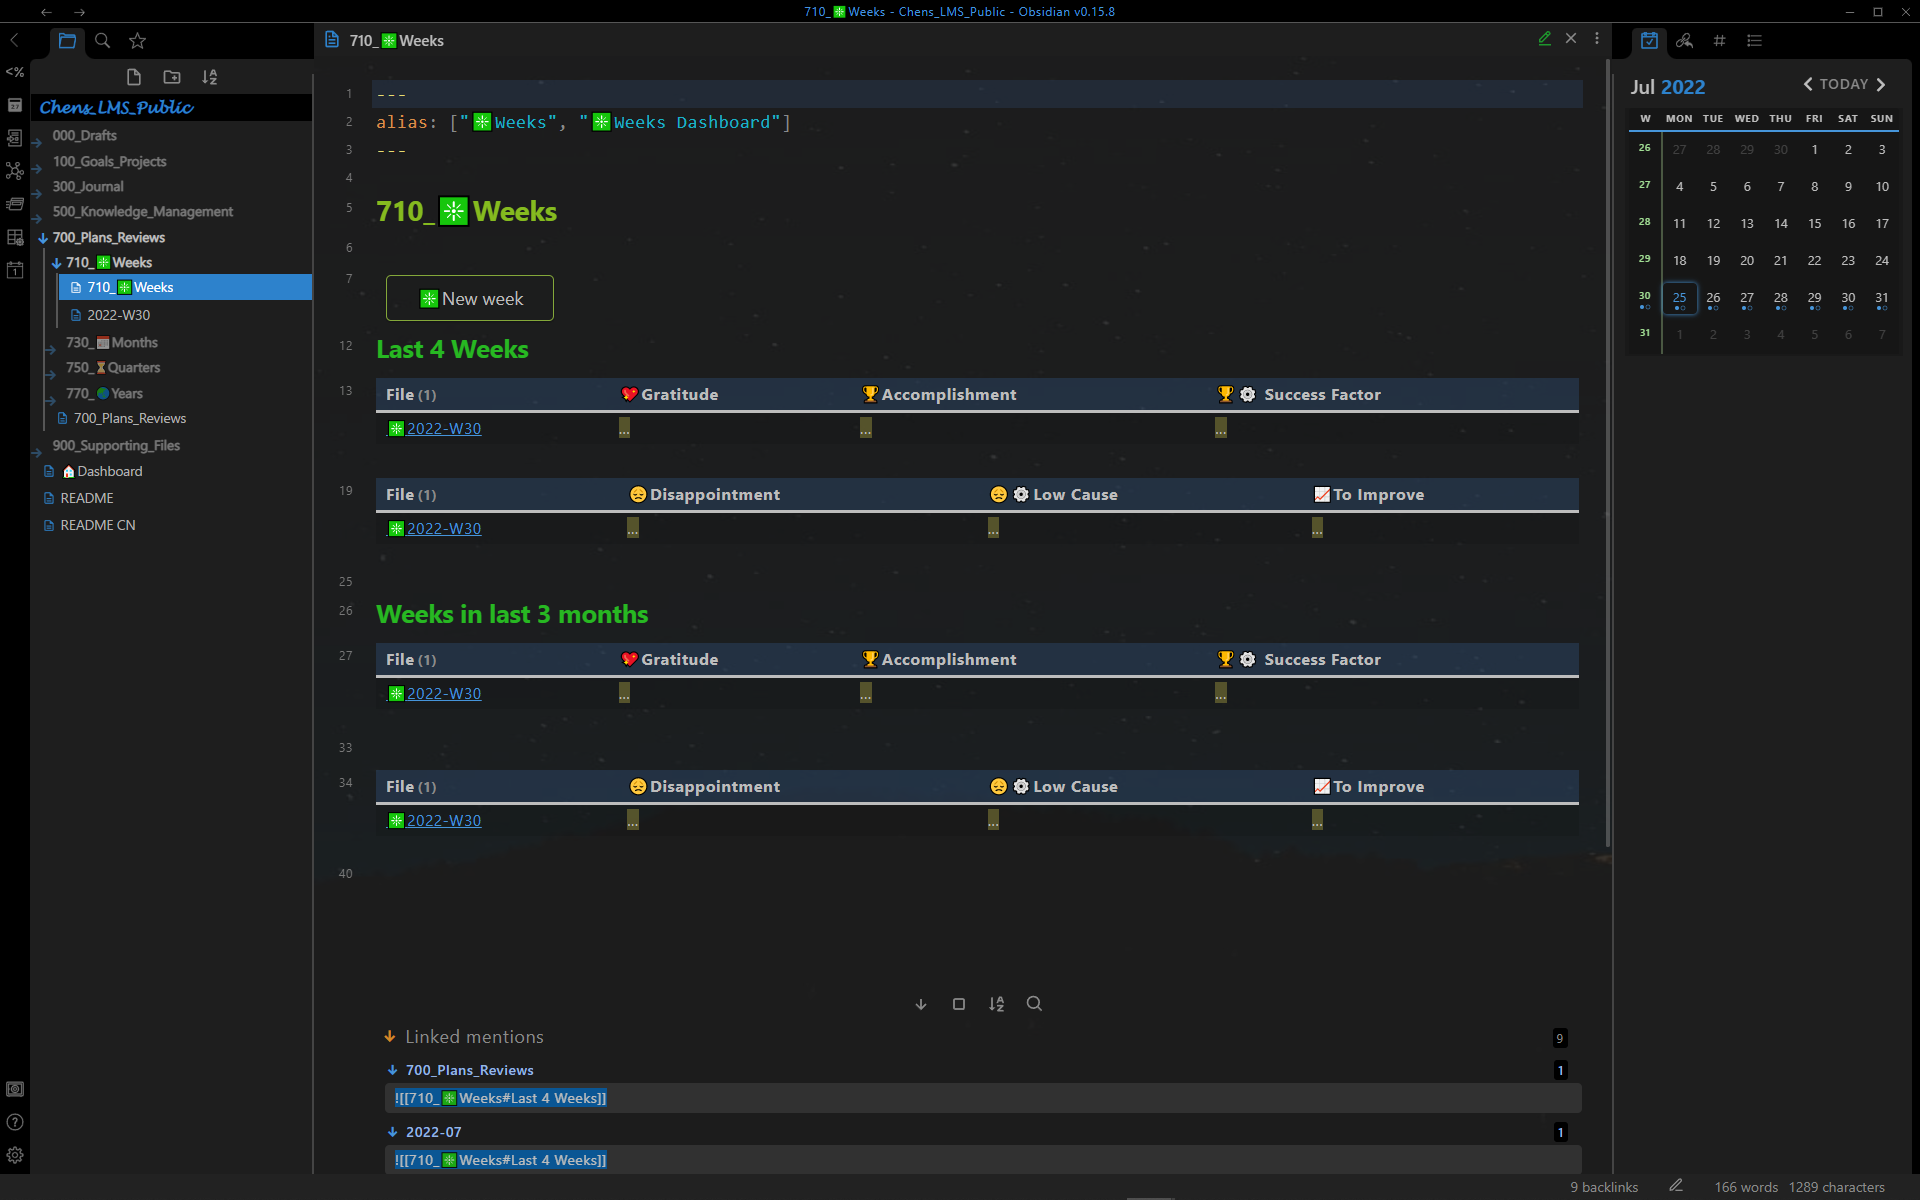 710_✳️Weeks - Chens_LMS_Public - Obsidian v0.15.8
Chens_LMS_Public
000_Drafts
100_Goals_Projects
300_Journal
500_Knowledge_Management
700_Plans_Reviews
710_✳️Weeks
710_✳️Weeks
2022-W30
730_📅Months
750_⌛Quarters
770_🌏Years
700_Plans_Reviews
900_Supporting_Files
🏠Dashboard
README
README CN
710_✳️Weeks
1 ---
2 alias: ["✳️Weeks", "✳️Weeks Dashboard"]
3 ---
4
5 710_✳️Weeks
6
7 ✳️New week
12 Last 4 Weeks
13 File (1) 💖Gratitude 🏆Accomplishment 🏆⚙️ Success Factor
✳️2022-W30 ... ... ...
19 File (1) 😔Disappointment 😔⚙️Low Cause 📈To Improve
✳️2022-W30 ... ... ...
25
26 Weeks in last 3 months
27 File (1) 💖Gratitude 🏆Accomplishment 🏆⚙️ Success Factor
✳️2022-W30 ... ... ...
33
34 File (1) 😔Disappointment 😔⚙️Low Cause 📈To Improve
✳️2022-W30 ... ... ...
40
Linked mentions 9
700_Plans_Reviews 1
![[710_✳️Weeks#Last 4 Weeks]]
2022-07 1
![[710_✳️Weeks#Last 4 Weeks]]
Jul 2022 TODAY
W MON TUE WED THU FRI SAT SUN
26 27 28 29 30 1 2 3
27 4 5 6 7 8 9 10
28 11 12 13 14 15 16 17
29 18 19 20 21 22 23 24
30 25 26 27 28 29 30 31
31 1 2 3 4 5 6 7
9 backlinks 166 words 1289 characters